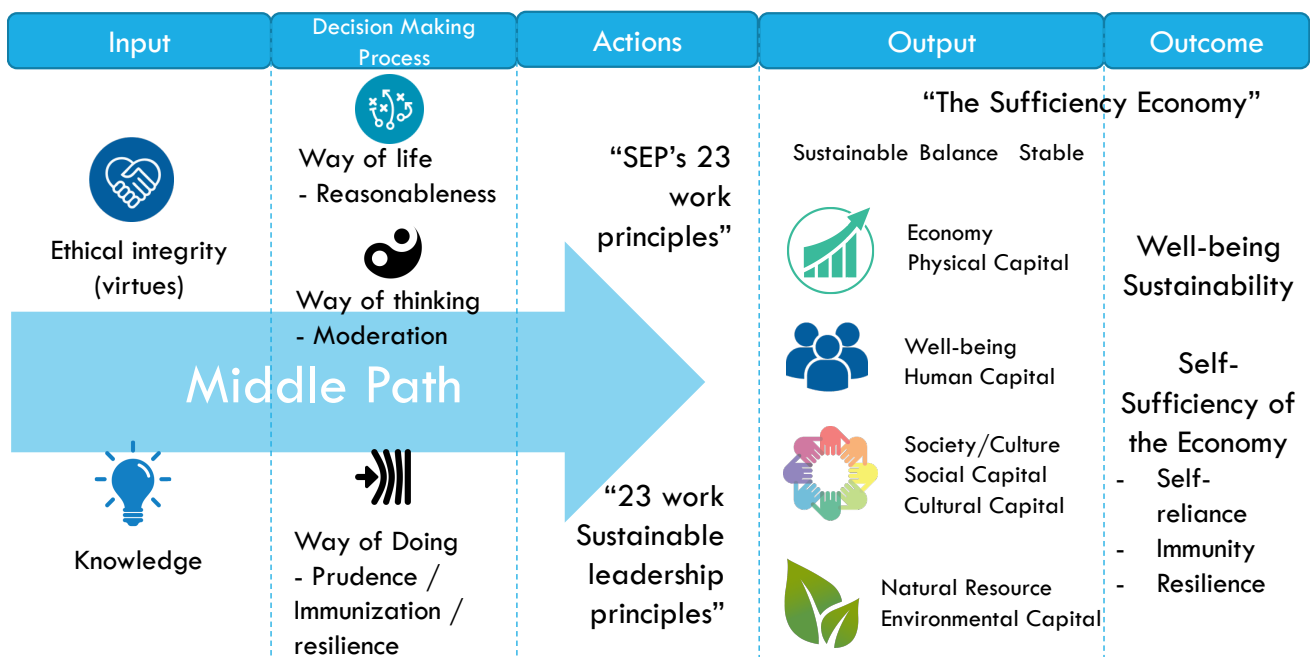 Input
Decision Making
Process
Actions
Output
Outcome
Ethical integrity
(virtues)
Knowledge
Way of life
- Reasonableness
Way of thinking
- Moderation
Middle Path
Way of Doing
- Prudence /
Immunization /
resilience
“SEP’s 23
work
principles”
“23 work
Sustainable
leadership
principles”
“The Sufficiency Economy”
Sustainable Balance Stable
Economy
Physical Capital
Well-being
Human Capital
Society/Culture
Social Capital
Cultural Capital
Natural Resource
Environmental Capital
Well-being
Sustainability
Self-
Sufficiency of
the Economy
- Self-
reliance
- Immunity
- Resilience